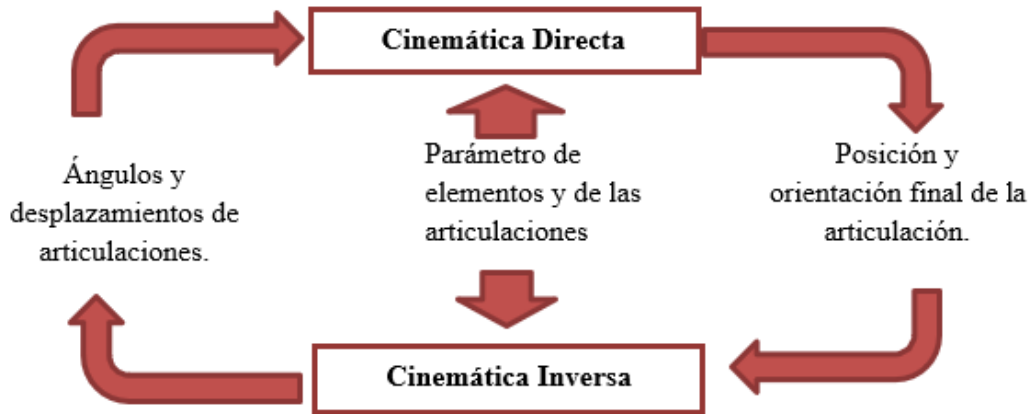 Cinemática Directa
Ángulos y
desplazamientos de
articulaciones.
Parámetro de
elementos y de las
articulaciones
Posición y
orientación final de la
articulación.
Cinemática Inversa